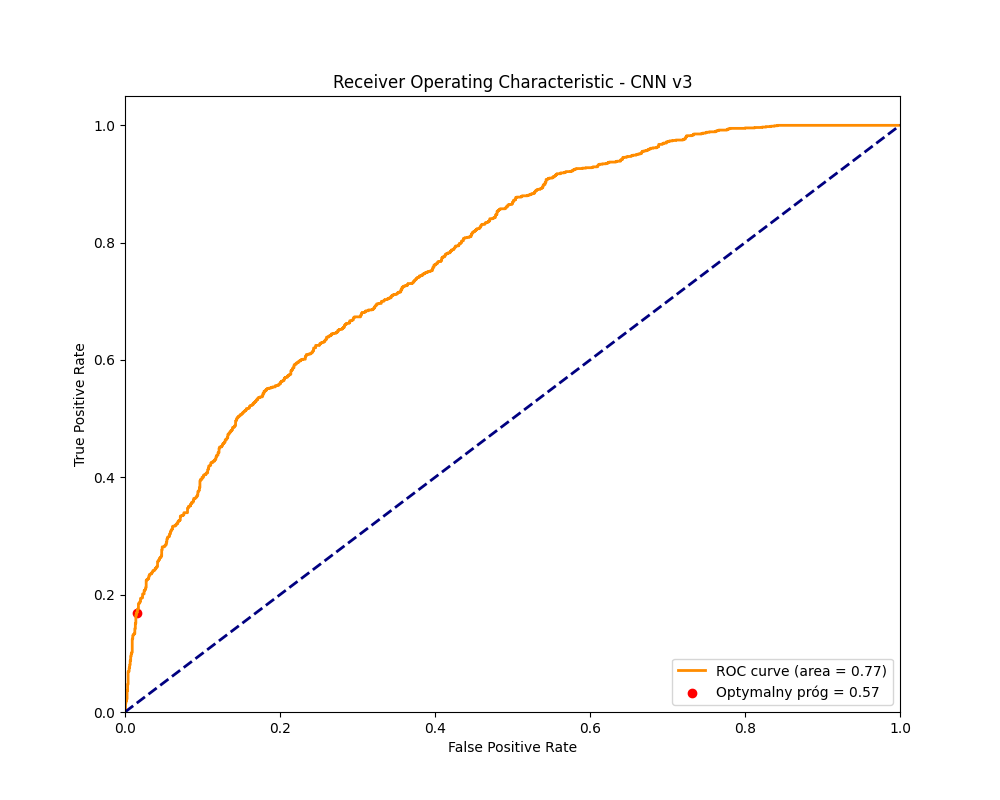 Receiver Operating Characteristic - CNN v3
1.0
0.8
0.6
0.4
0.2
0.0
True Positive Rate
0.0 0.2 0.4 0.6 0.8 1.0
False Positive Rate
ROC curve (area = 0.77)
Optymalny próg = 0.57